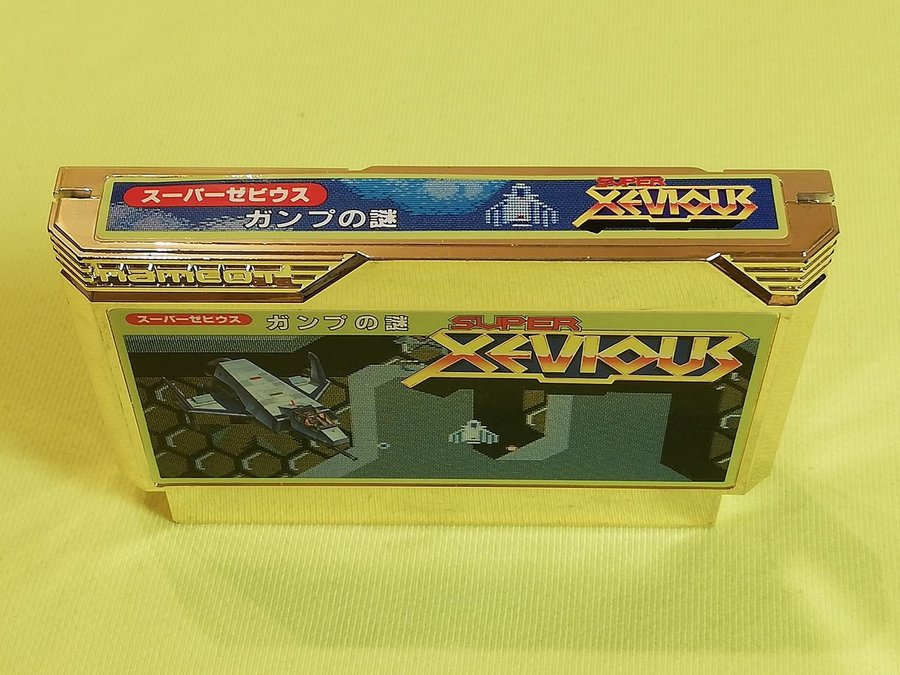 スーパーゼビウス
ガンプの謎
SUPER
XEVIOUS
namcot
スーパーゼビウス ガンプの謎
SUPER
XEVIOUS